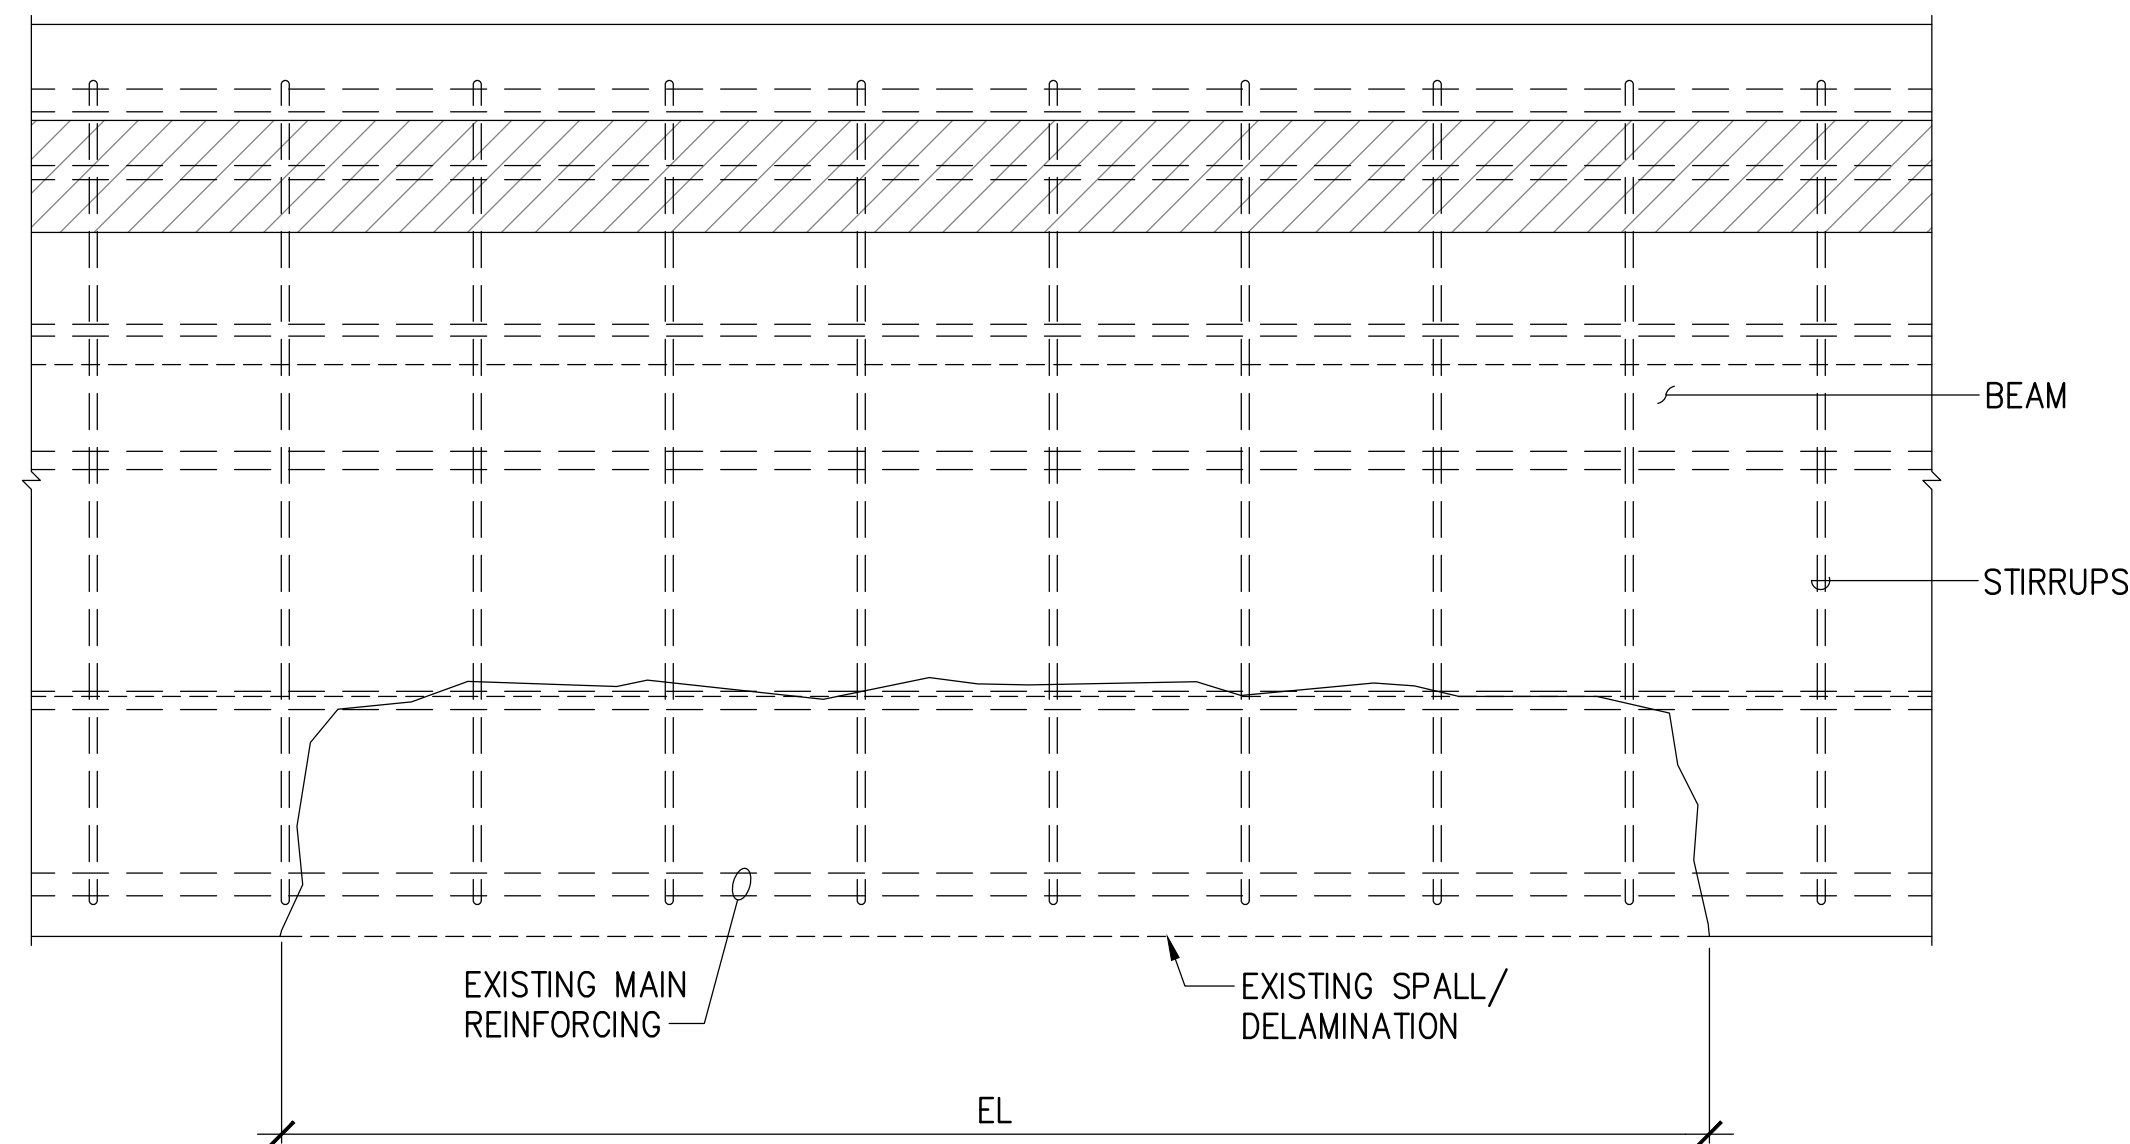 BEAM
STIRRUPS
EXISTING MAIN
REINFORCING
EXISTING SPALL/
DELAMINATION
EL